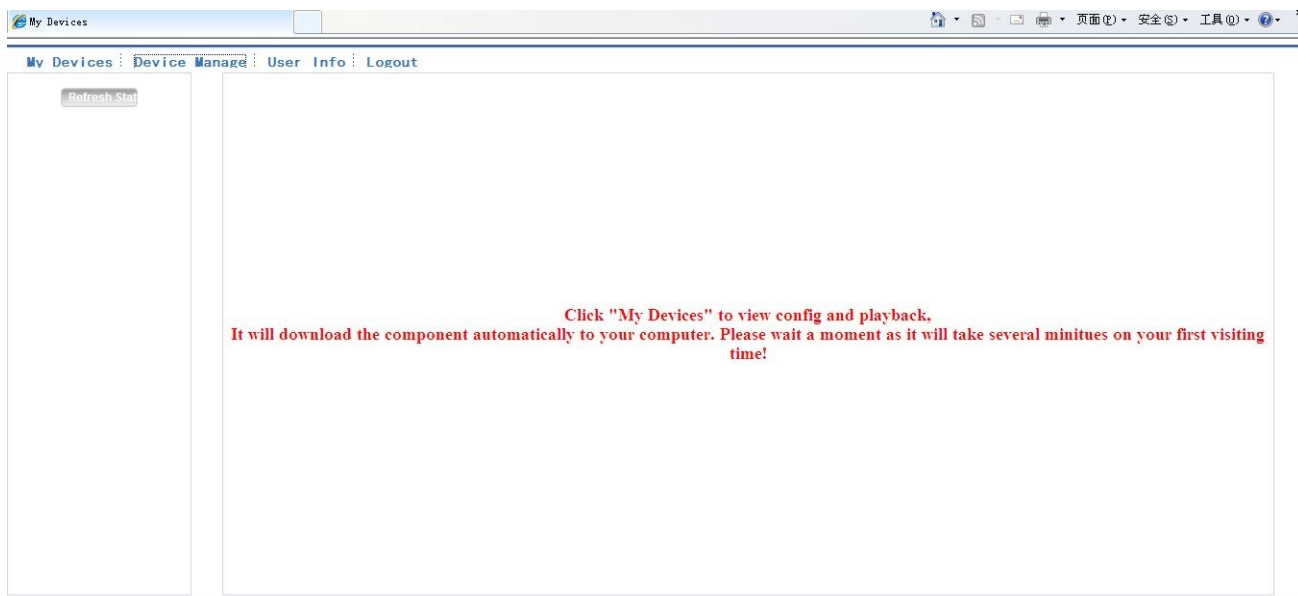 My Devices 页面(P) 安全(S) 工具(O)
My Devices Device Manage User Info Logout
Refresh Stat
Click "My Devices" to view config and playback,
It will download the component automatically to your computer. Please wait a moment as it will take several minitues on your first visiting
time!